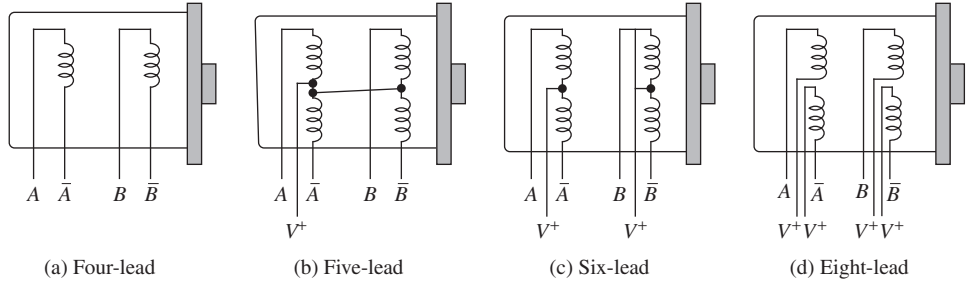 A A̅ B B̅ A A̅ B B̅ A A̅ B B̅ A A̅ B B̅
V⁺ V⁺ V⁺ V⁺ V⁺ V⁺ V⁺
(a) Four-lead (b) Five-lead (c) Six-lead (d) Eight-lead